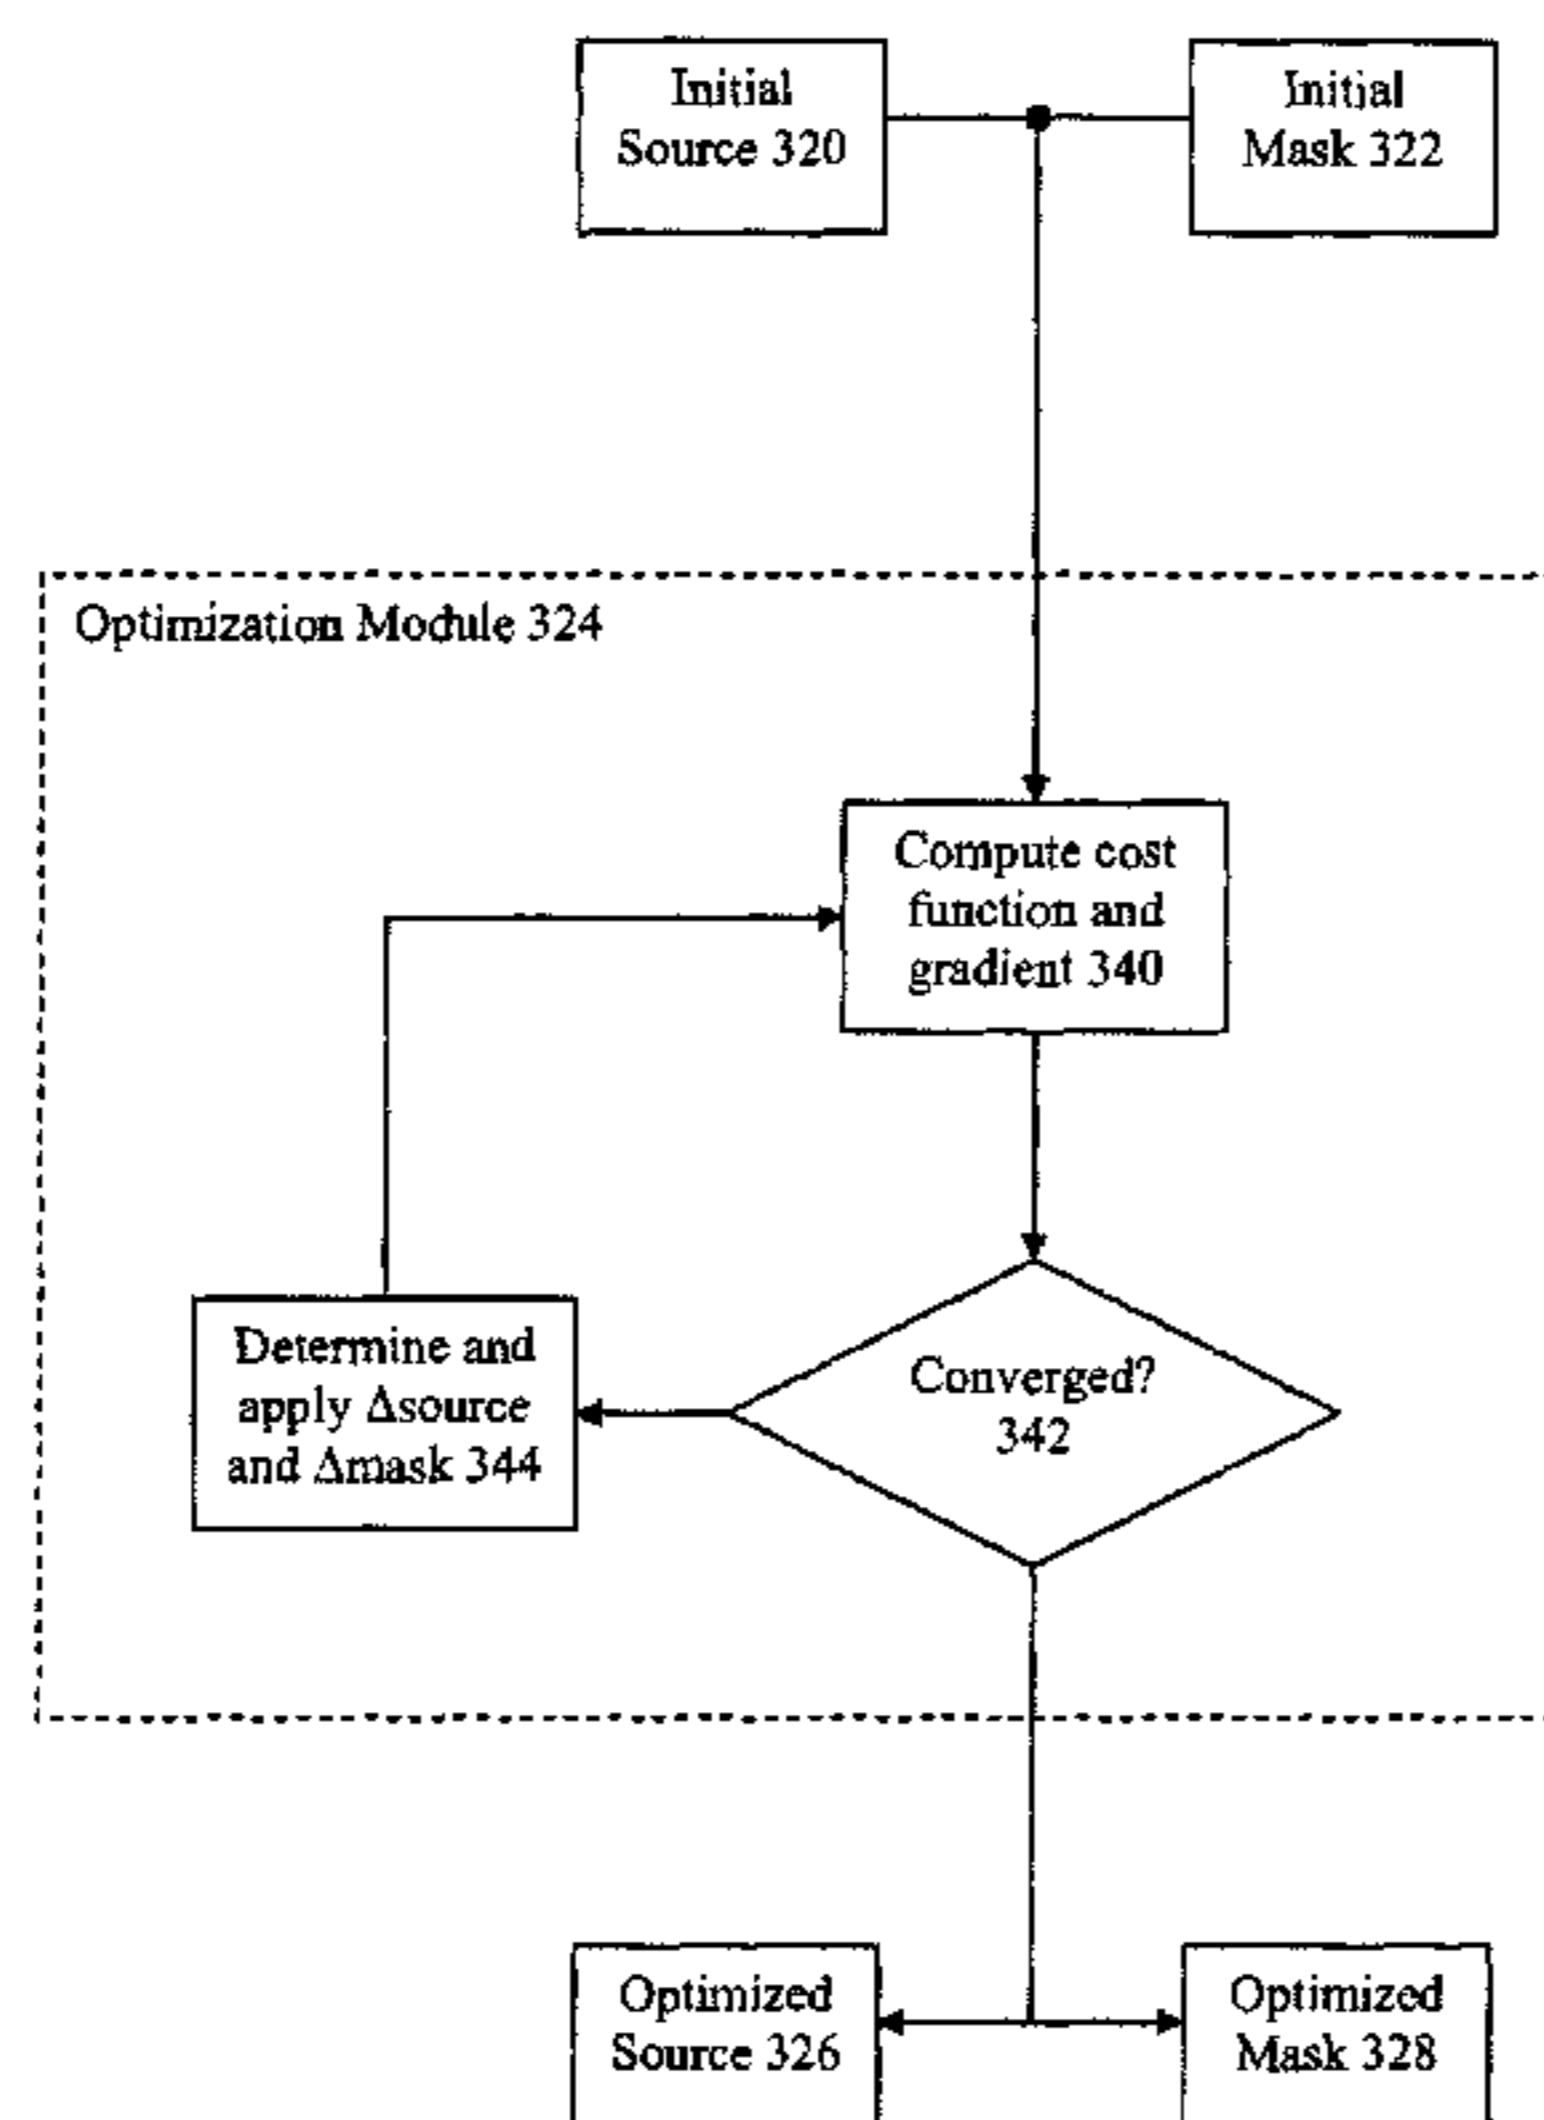 Initial
Source 320
Initial
Mask 322
Optimization Module 324
Compute cost
function and
gradient 340
Determine and
apply Δsource
and Δmask 344
Converged?
342
Optimized
Source 326
Optimized
Mask 328